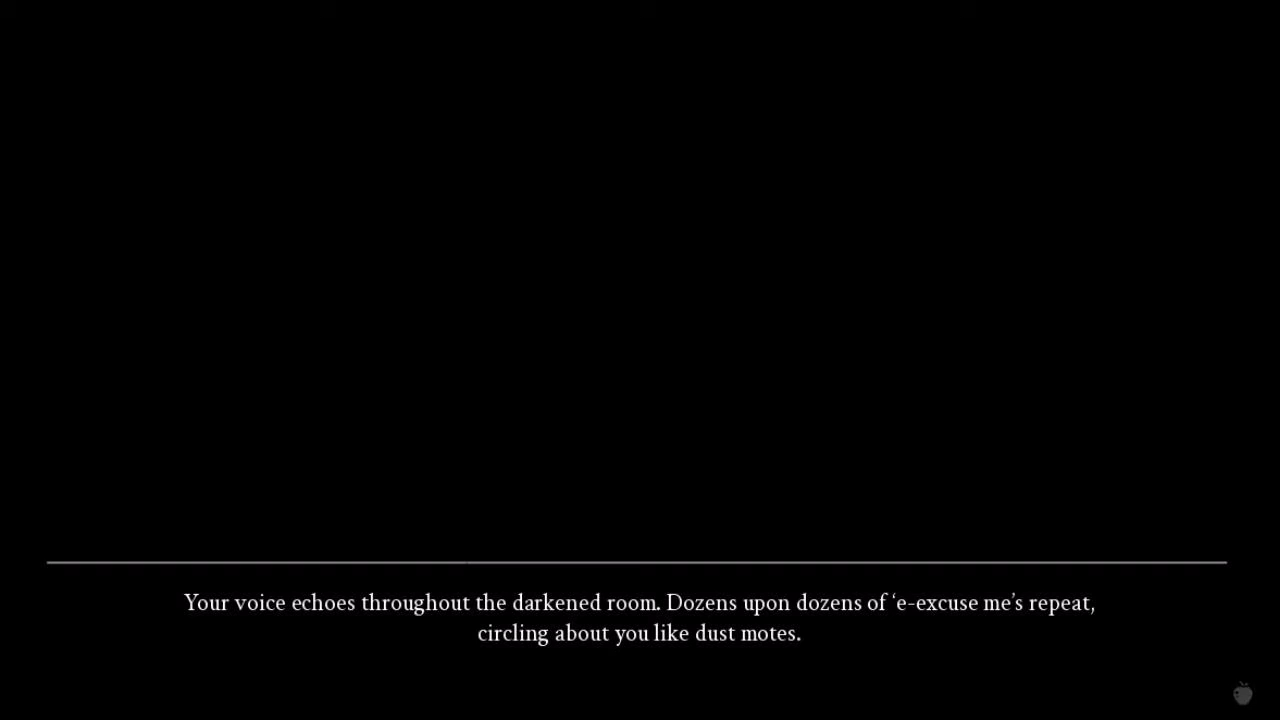 Your voice echoes throughout the darkened room. Dozens upon dozens of ‘e-excuse me’s repeat,
circling about you like dust motes.